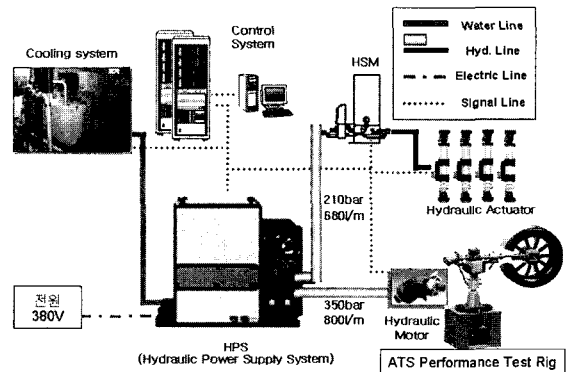 Cooling system
Control
System
HSM
Water Line
Hyd. Line
Electric Line
Signal Line
210bar
680l/m
Hydraulic Actuator
전원
380V
350bar
800l/m
Hydraulic
Motor
HPS
(Hydraulic Power Supply System)
ATS Performance Test Rig